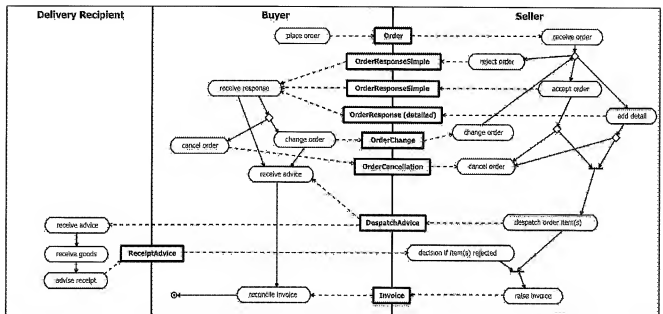 Delivery Recipient
Buyer
Seller
place order
Order
receive order
OrderResponseSimple
reject order
receive response
OrderResponseSimple
accept order
OrderResponse (detailed)
add detail
cancel order
change order
OrderChange
change order
OrderCancellation
cancel order
receive advice
receive advice
DespatchAdvice
despatch order item(s)
receive goods
ReceiptAdvice
decision if item(s) rejected
advise receipt
reconcile invoice
Invoice
raise invoice